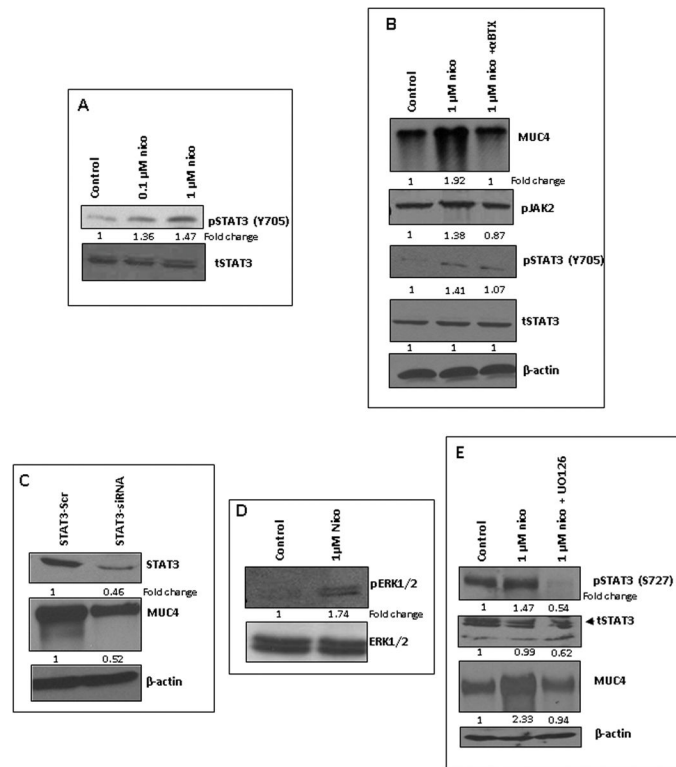 A
Control
0.1 µM nico
1 µM nico
pSTAT3 (Y705)
1 1.36 1.47 Fold change
tSTAT3
B
Control
1 µM nico
1 µM nico +αBTX
MUC4
1 1.92 1 Fold change
pJAK2
1 1.38 0.87
pSTAT3 (Y705)
1 1.41 1.07
tSTAT3
1 1 1
β-actin
C
STAT3-Scr
STAT3-siRNA
STAT3
1 0.46 Fold change
MUC4
1 0.52
β-actin
D
Control
1µM Nico
pERK1/2
1 1.74 Fold change
ERK1/2
E
Control
1 µM nico
1 µM nico + UO126
pSTAT3 (S727)
Fold change
1 1.47 0.54
tSTAT3
1 0.99 0.62
MUC4
1 2.33 0.94
β-actin